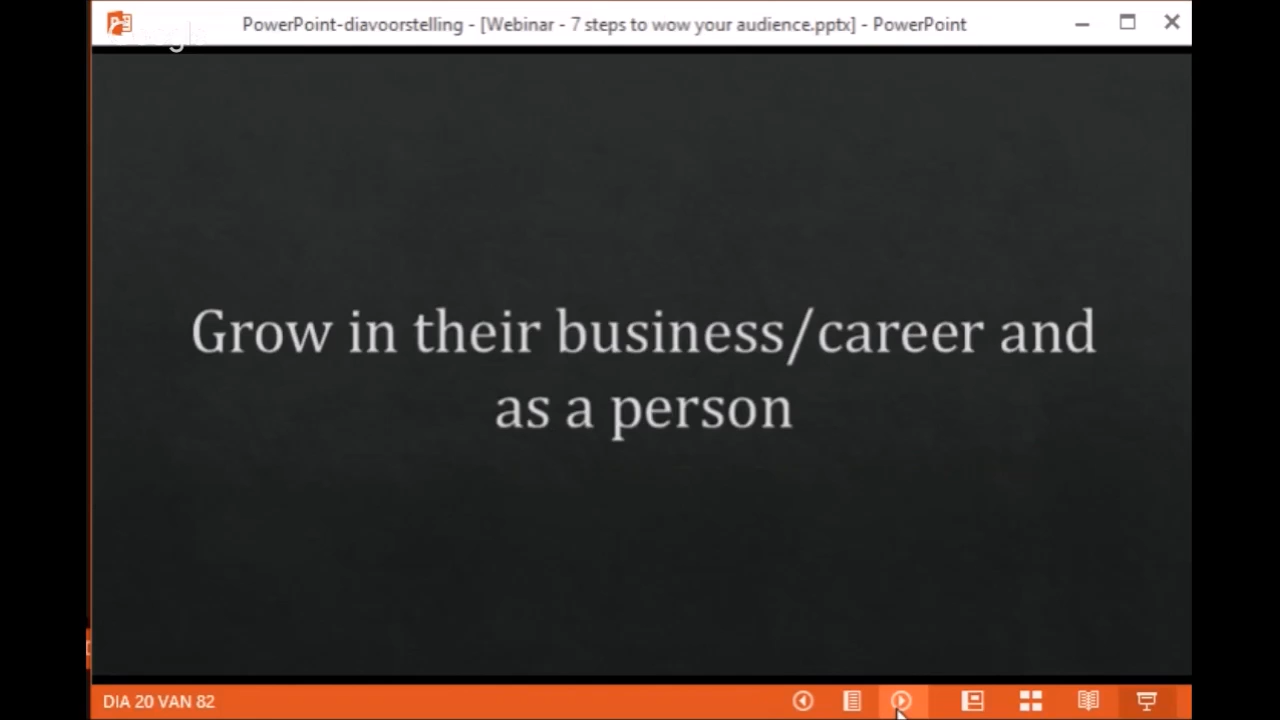 PowerPoint-diavoorstelling - [Webinar - 7 steps to wow your audience.pptx] - PowerPoint
Grow in their business/career and
as a person
DIA 20 VAN 82